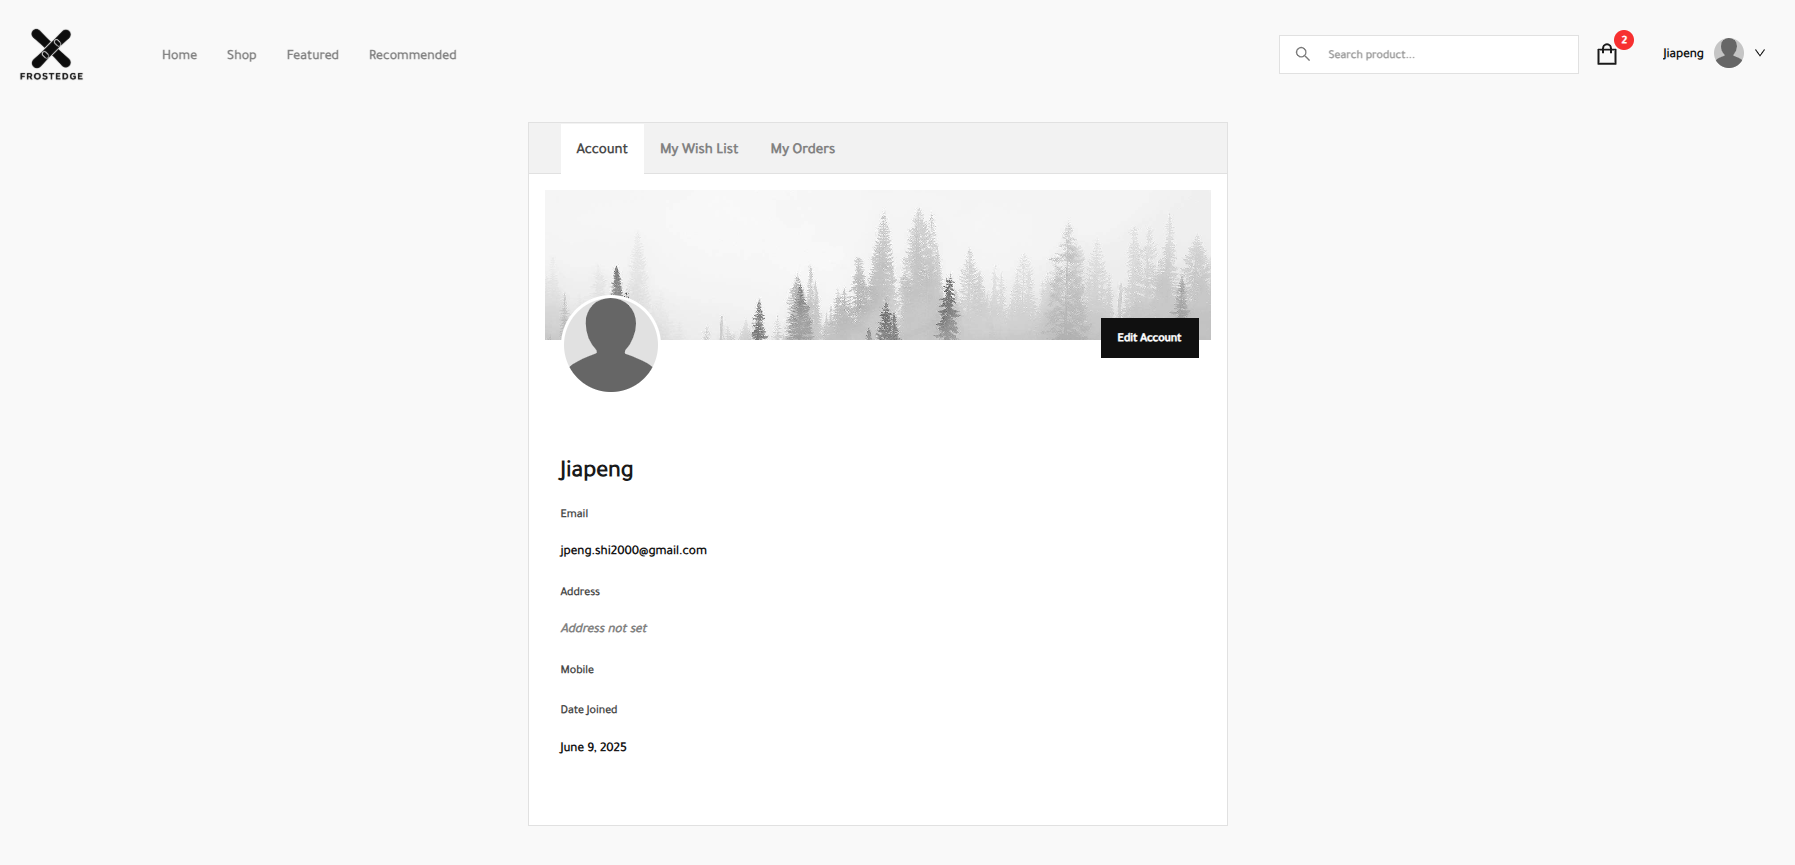 FROSTEDGE
Home Shop Featured Recommended
Search product...
2
Jiapeng
Account My Wish List My Orders
Edit Account
Jiapeng
Email
jpeng.shi2000@gmail.com
Address
Address not set
Mobile
Date Joined
June 9, 2025